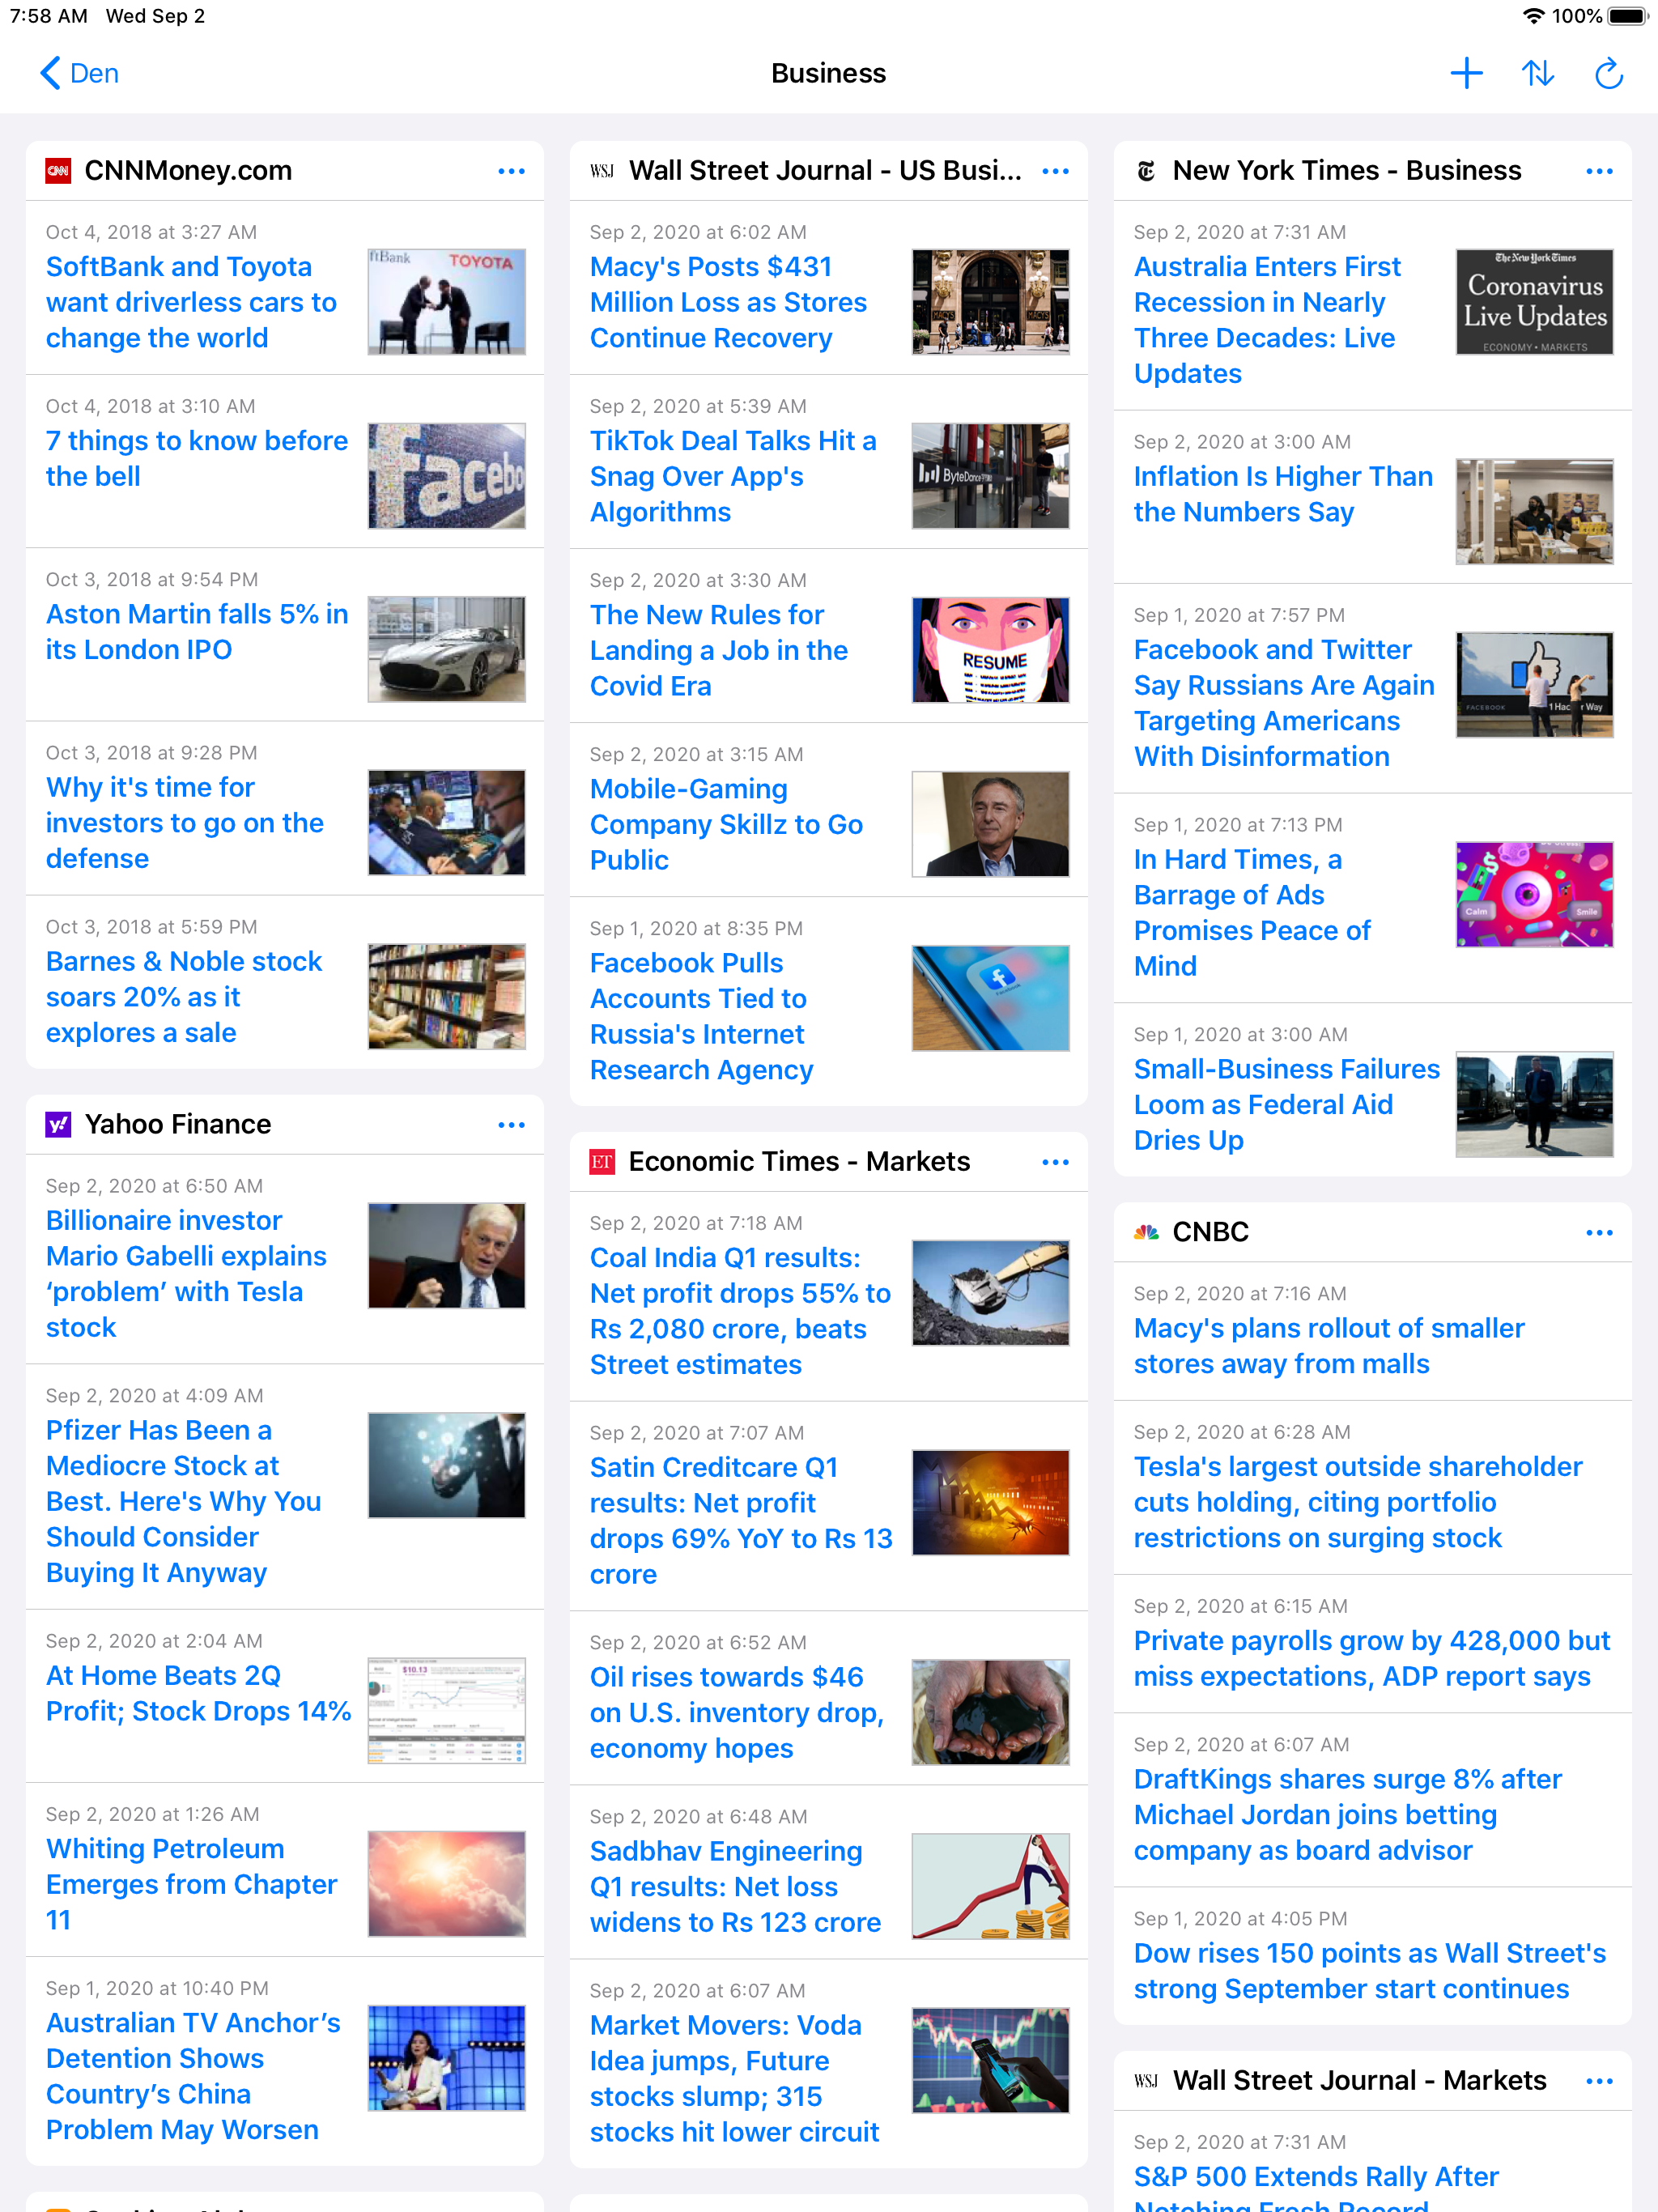 7:58 AM Wed Sep 2
100%
Den
Business
CNN CNNMoney.com
Oct 4, 2018 at 3:27 AM
SoftBank and Toyota
want driverless cars to
change the world
ftBank TOYOTA
Oct 4, 2018 at 3:10 AM
7 things to know before
the bell
facebo
Oct 3, 2018 at 9:54 PM
Aston Martin falls 5% in
its London IPO
Oct 3, 2018 at 9:28 PM
Why it's time for
investors to go on the
defense
Oct 3, 2018 at 5:59 PM
Barnes & Noble stock
soars 20% as it
explores a sale
y! Yahoo Finance
Sep 2, 2020 at 6:50 AM
Billionaire investor
Mario Gabelli explains
‘problem’ with Tesla
stock
Sep 2, 2020 at 4:09 AM
Pfizer Has Been a
Mediocre Stock at
Best. Here's Why You
Should Consider
Buying It Anyway
Sep 2, 2020 at 2:04 AM
At Home Beats 2Q
Profit; Stock Drops 14%
$10.13
Sep 2, 2020 at 1:26 AM
Whiting Petroleum
Emerges from Chapter
11
Sep 1, 2020 at 10:40 PM
Australian TV Anchor’s
Detention Shows
Country’s China
Problem May Worsen
WSJ Wall Street Journal - US Busi...
Sep 2, 2020 at 6:02 AM
Macy's Posts $431
Million Loss as Stores
Continue Recovery
MACYS MACYS
Sep 2, 2020 at 5:39 AM
TikTok Deal Talks Hit a
Snag Over App's
Algorithms
ByteDance
Sep 2, 2020 at 3:30 AM
The New Rules for
Landing a Job in the
Covid Era
RESUME
Sep 2, 2020 at 3:15 AM
Mobile-Gaming
Company Skillz to Go
Public
Sep 1, 2020 at 8:35 PM
Facebook Pulls
Accounts Tied to
Russia's Internet
Research Agency
Facebook
ET Economic Times - Markets
Sep 2, 2020 at 7:18 AM
Coal India Q1 results:
Net profit drops 55% to
Rs 2,080 crore, beats
Street estimates
Sep 2, 2020 at 7:07 AM
Satin Creditcare Q1
results: Net profit
drops 69% YoY to Rs 13
crore
Sep 2, 2020 at 6:52 AM
Oil rises towards $46
on U.S. inventory drop,
economy hopes
Sep 2, 2020 at 6:48 AM
Sadbhav Engineering
Q1 results: Net loss
widens to Rs 123 crore
Sep 2, 2020 at 6:07 AM
Market Movers: Voda
Idea jumps, Future
stocks slump; 315
stocks hit lower circuit
New York Times - Business
Sep 2, 2020 at 7:31 AM
Australia Enters First
Recession in Nearly
Three Decades: Live
Updates
The New York Times
Coronavirus
Live Updates
ECONOMY • MARKETS
Sep 2, 2020 at 3:00 AM
Inflation Is Higher Than
the Numbers Say
Sep 1, 2020 at 7:57 PM
Facebook and Twitter
Say Russians Are Again
Targeting Americans
With Disinformation
FACEBOOK 1 Hacker Way
Sep 1, 2020 at 7:13 PM
In Hard Times, a
Barrage of Ads
Promises Peace of
Mind
$
Calm Smile
Sep 1, 2020 at 3:00 AM
Small-Business Failures
Loom as Federal Aid
Dries Up
CNBC
Sep 2, 2020 at 7:16 AM
Macy's plans rollout of smaller
stores away from malls
Sep 2, 2020 at 6:28 AM
Tesla's largest outside shareholder
cuts holding, citing portfolio
restrictions on surging stock
Sep 2, 2020 at 6:15 AM
Private payrolls grow by 428,000 but
miss expectations, ADP report says
Sep 2, 2020 at 6:07 AM
DraftKings shares surge 8% after
Michael Jordan joins betting
company as board advisor
Sep 1, 2020 at 4:05 PM
Dow rises 150 points as Wall Street's
strong September start continues
WSJ Wall Street Journal - Markets
Sep 2, 2020 at 7:31 AM
S&P 500 Extends Rally After
Notching Fresh Record